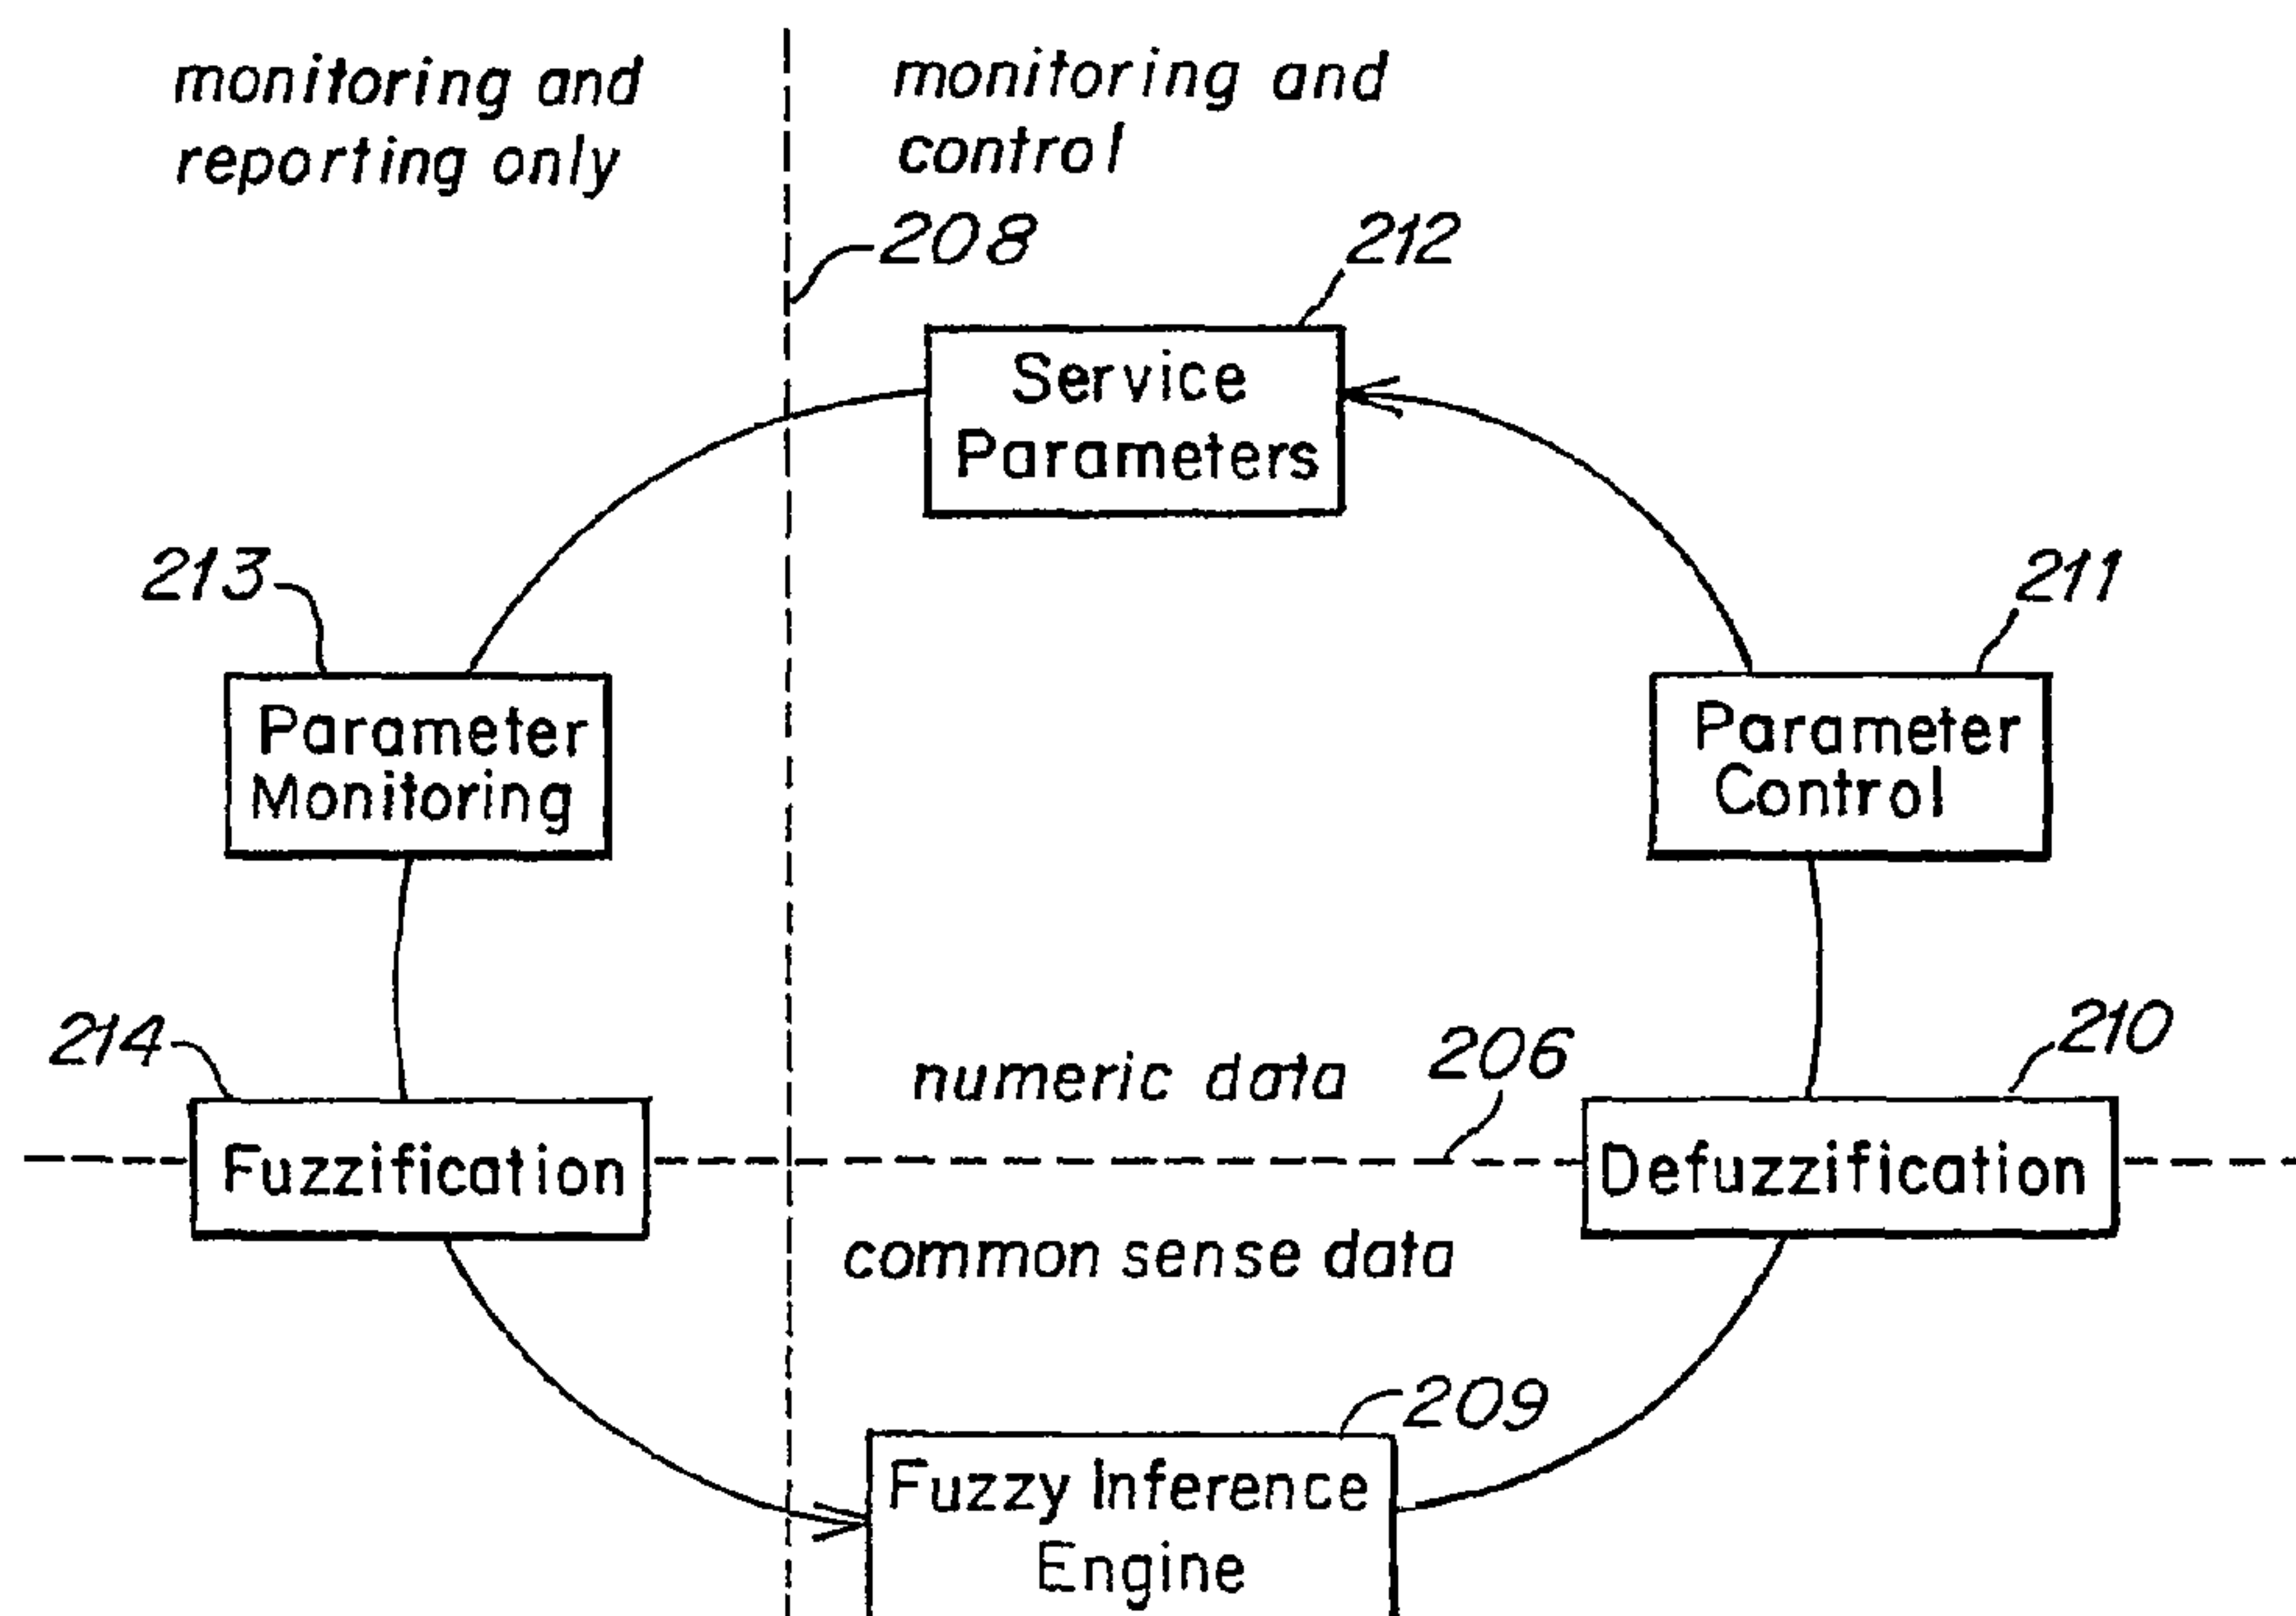 monitoring and
reporting only
monitoring and
control
208
212
Service
Parameters
213
211
Parameter
Monitoring
Parameter
Control
214
numeric data
206
210
Fuzzification
Defuzzification
common sense data
209
Fuzzy Inference
Engine